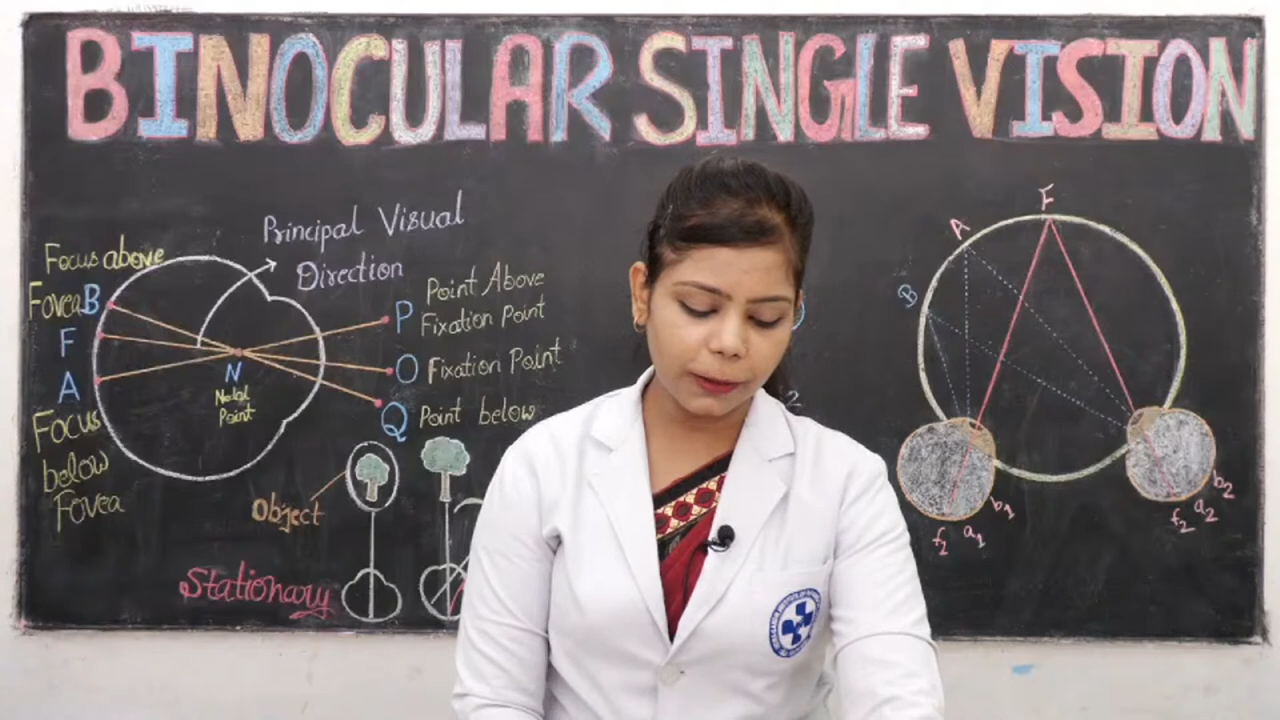 BINOCULAR SINGLE VISION
Principal Visual
Direction
Focus above
Fovea B
F
A
Focus
below
Fovea
N
Nodal
Point
P Point Above
Fixation Point
O Fixation Point
Q Point below
Object
Stationary
2
F
A
B
f2 a1 b1
f2 a2 b2